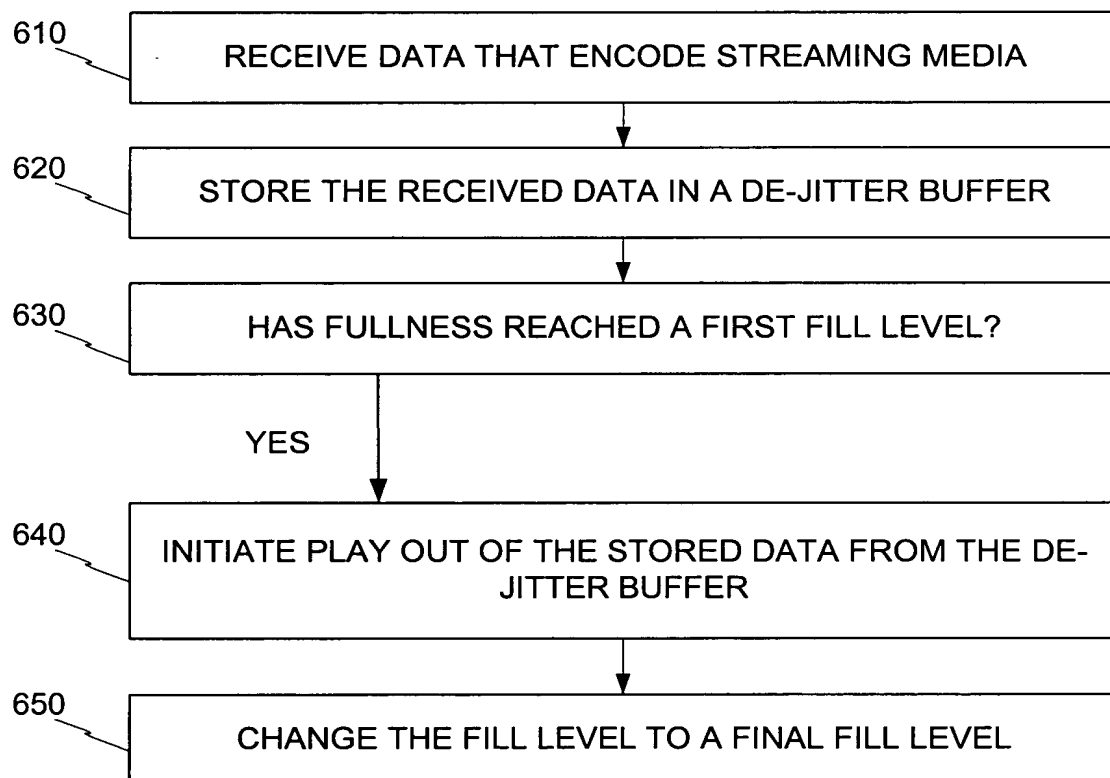 610
RECEIVE DATA THAT ENCODE STREAMING MEDIA
620
STORE THE RECEIVED DATA IN A DE-JITTER BUFFER
630
HAS FULLNESS REACHED A FIRST FILL LEVEL?
YES
640
INITIATE PLAY OUT OF THE STORED DATA FROM THE DE-
JITTER BUFFER
650
CHANGE THE FILL LEVEL TO A FINAL FILL LEVEL